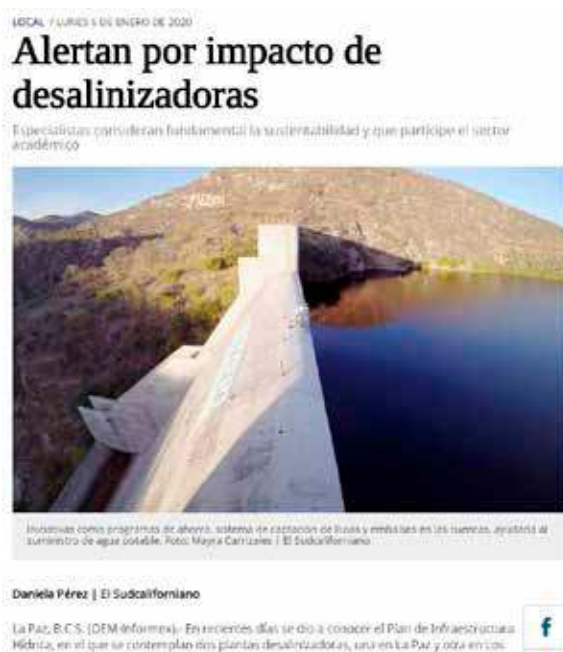 LOCAL / LUNES 6 DE ENERO DE 2020
Alertan por impacto de
desalinizadoras
Especialistas consideran fundamental la sustentabilidad y que participe el sector
académico
Iniciativas como programas de ahorro, sistema de captación de lluvias y embalses en las cuencas, ayudaría al
suministro de agua potable. Foto: Mayra Carrizales | El Sudcaliforniano
Daniela Pérez | El Sudcaliforniano
La Paz, B.C.S. (OEM-Informex).- En recientes días se dio a conocer el Plan de Infraestructura
Hídrica, en el que se contemplan dos plantas desalinizadoras, una en La Paz y otra en Los
f